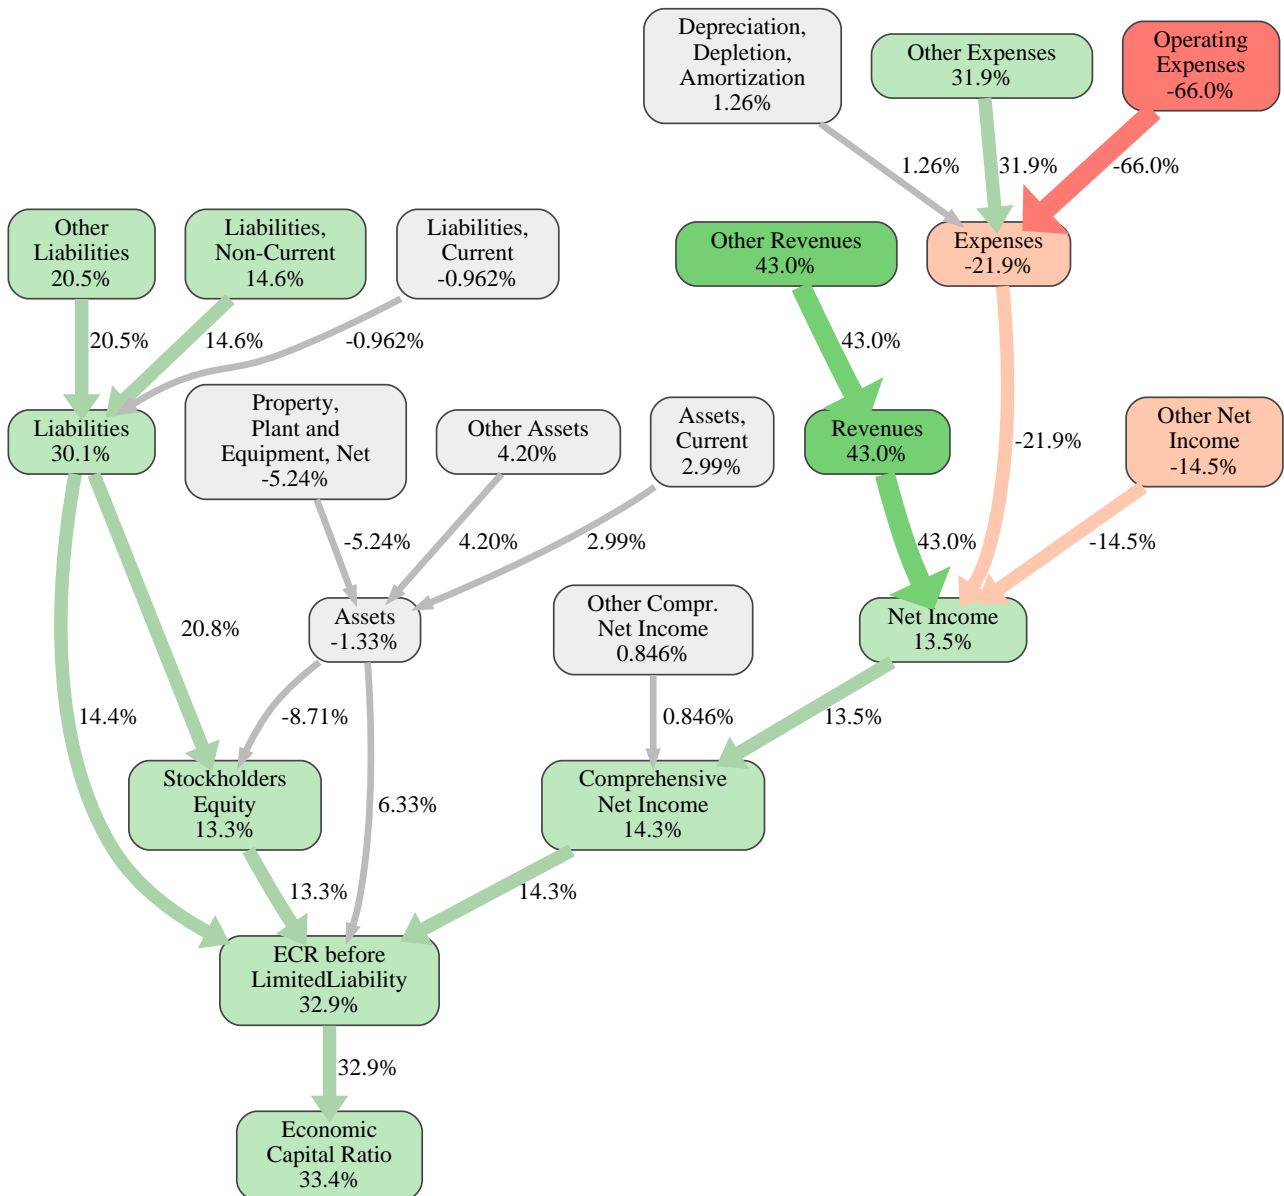 Depreciation,
Depletion,
Amortization
1.26%
Other Expenses
31.9%
Operating
Expenses
-66.0%
1.26%
31.9%
-66.0%
Other
Liabilities
20.5%
Liabilities,
Non-Current
14.6%
Liabilities,
Current
-0.962%
Other Revenues
43.0%
Expenses
-21.9%
20.5%
14.6%
-0.962%
43.0%
Liabilities
30.1%
Property,
Plant and
Equipment, Net
-5.24%
Other Assets
4.20%
Assets,
Current
2.99%
Revenues
43.0%
-21.9%
Other Net
Income
-14.5%
-5.24%
4.20%
2.99%
43.0%
-14.5%
20.8%
Assets
-1.33%
Other Compr.
Net Income
0.846%
Net Income
13.5%
14.4%
-8.71%
0.846%
13.5%
Stockholders
Equity
13.3%
6.33%
Comprehensive
Net Income
14.3%
13.3%
14.3%
ECR before
LimitedLiability
32.9%
32.9%
Economic
Capital Ratio
33.4%